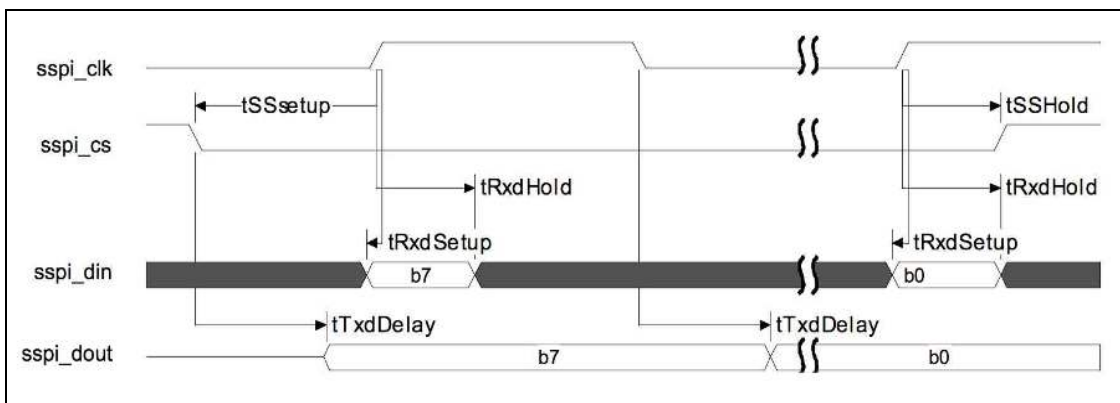 sspi_clk
tSSsetup
tSSHold
sspi_cs
tRxdHold
tRxdHold
tRxdSetup
tRxdSetup
sspi_din
b7
b0
tTxdDelay
tTxdDelay
sspi_dout
b7
b0